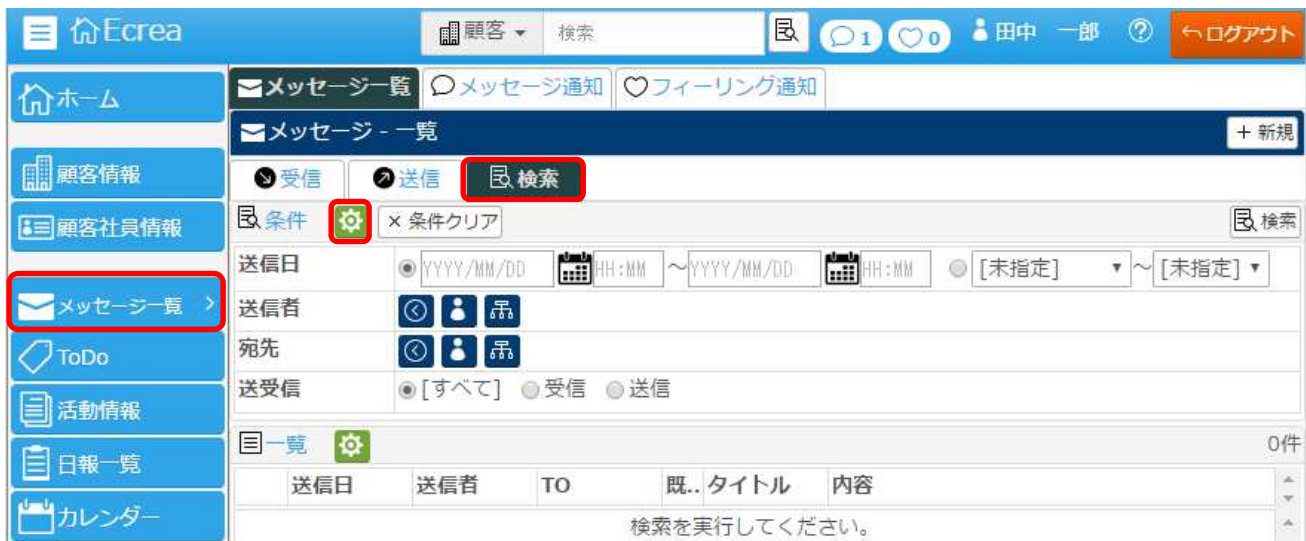 Ecrea 顧客 検索 1 0 田中 一郎 ログアウト
ホーム
顧客情報
顧客社員情報
メッセージ一覧
ToDo
活動情報
日報一覧
カレンダー
メッセージ一覧 メッセージ通知 フィーリング通知
メッセージ - 一覧 + 新規
受信 送信 検索
条件 × 条件クリア 検索
送信日 YYYY/MM/DD HH:MM ～ YYYY/MM/DD HH:MM [未指定] ～ [未指定]
送信者
宛先
送受信 [すべて] 受信 送信
一覧 0件
送信日 送信者 TO 既.. タイトル 内容
検索を実行してください。